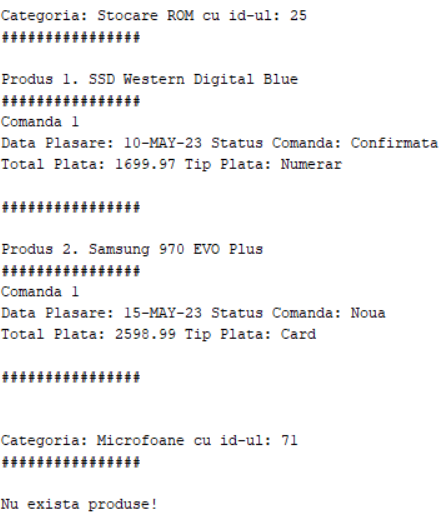 Categoria: Stocare ROM cu id-ul: 25
################
Produs 1. SSD Western Digital Blue
################
Comanda 1
Data Plasare: 10-MAY-23 Status Comanda: Confirmata
Total Plata: 1699.97 Tip Plata: Numerar
################
Produs 2. Samsung 970 EVO Plus
################
Comanda 1
Data Plasare: 15-MAY-23 Status Comanda: Noua
Total Plata: 2598.99 Tip Plata: Card
################
Categoria: Microfoane cu id-ul: 71
################
Nu exista produse!